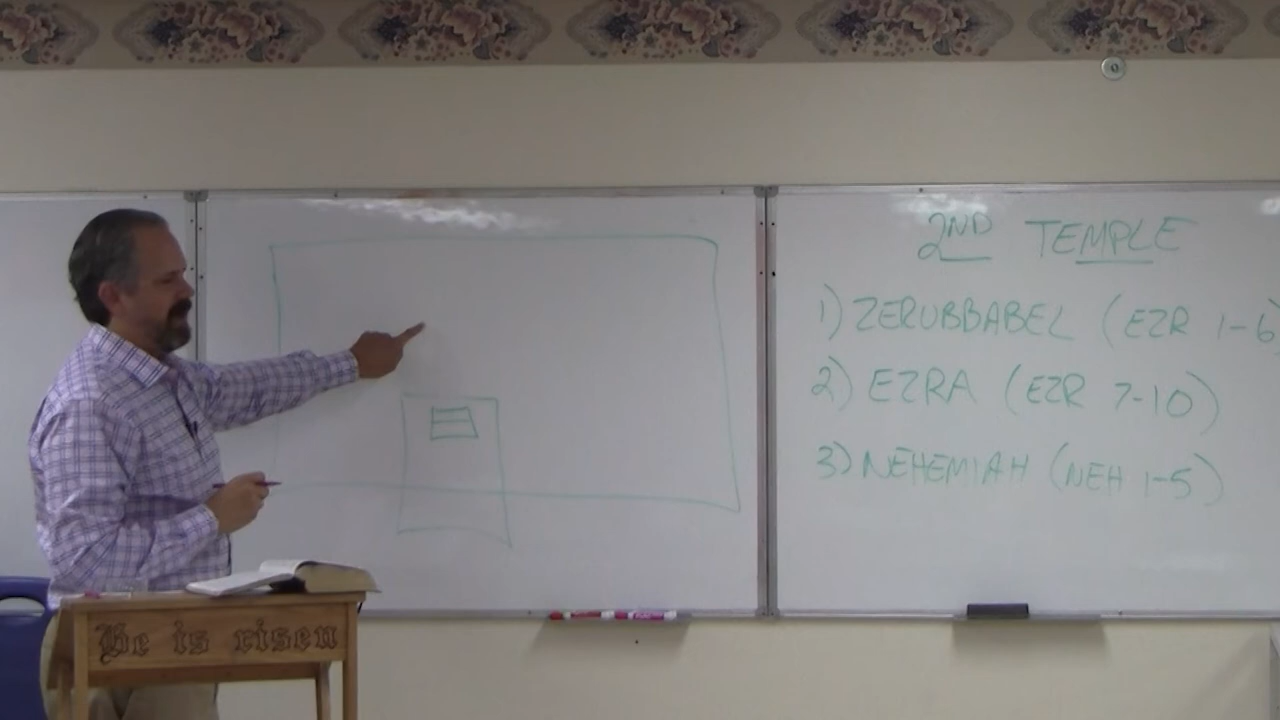 2ND TEMPLE
1) ZERUBBABEL (EZR 1-6)
2) EZRA (EZR 7-10)
3) NEHEMIAH (NEH 1-5)
He is risen